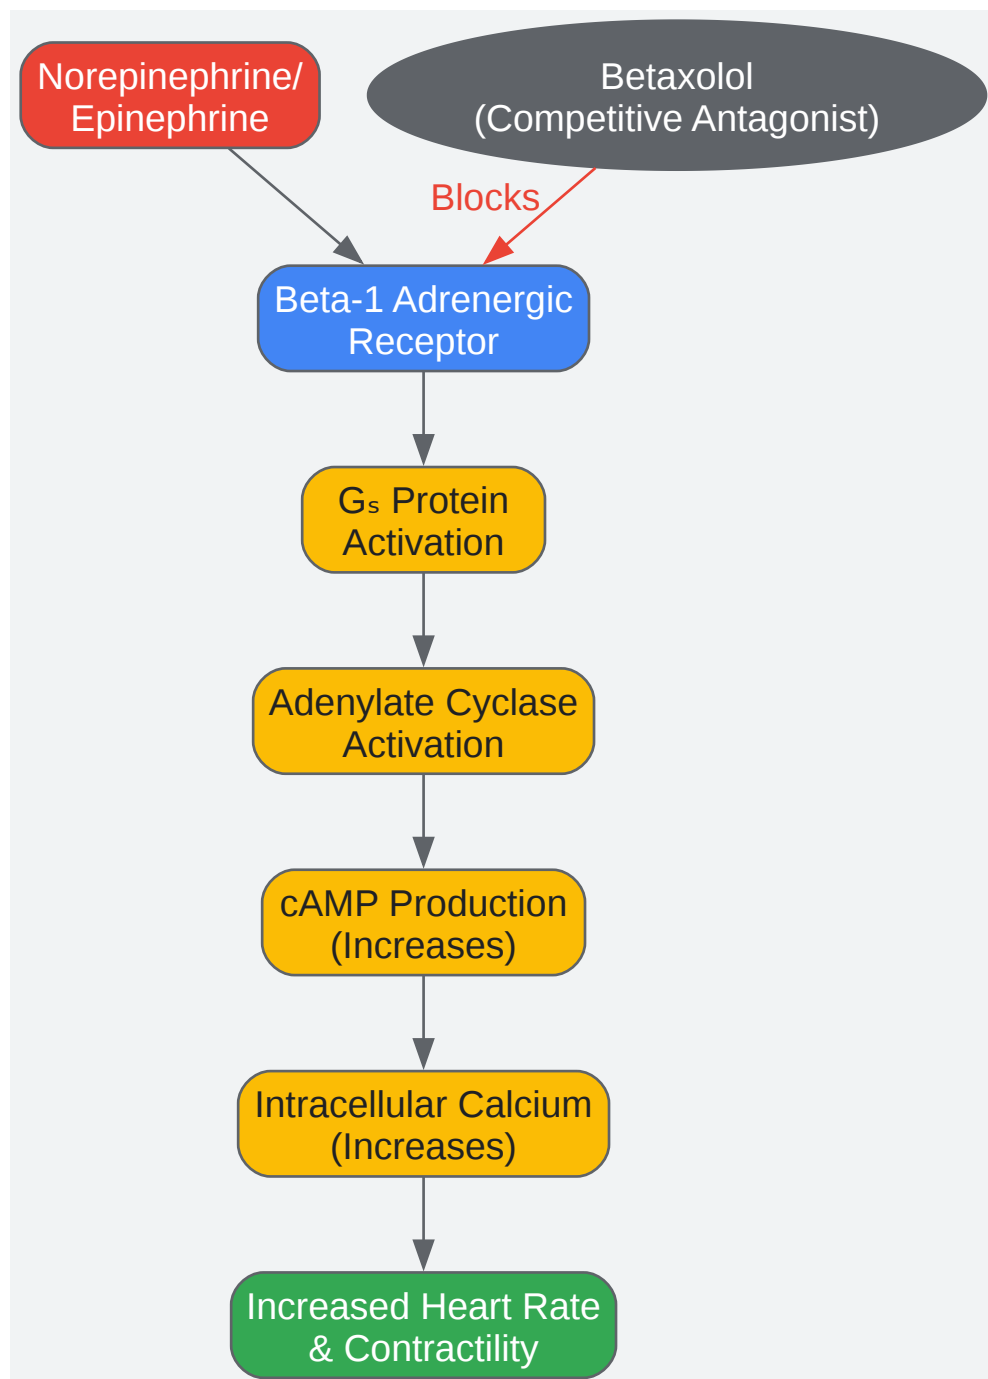 Norepinephrine/
Epinephrine
Betaxolol
(Competitive Antagonist)
Blocks
Beta-1 Adrenergic
Receptor
Gₛ Protein
Activation
Adenylate Cyclase
Activation
cAMP Production
(Increases)
Intracellular Calcium
(Increases)
Increased Heart Rate
& Contractility